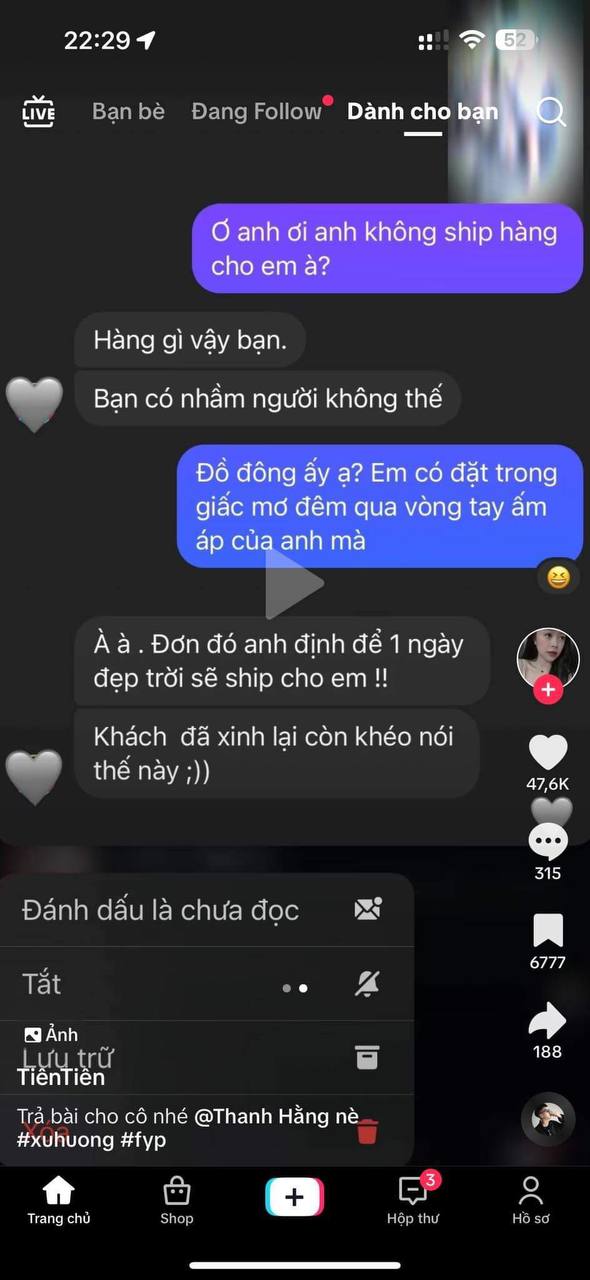 22:29
52
LIVE
Bạn bè
Đang Follow
Dành cho bạn
Ơ anh ơi anh không ship hàng
cho em à?
Hàng gì vậy bạn.
Bạn có nhầm người không thế
Đồ đông ấy ạ? Em có đặt trong
giấc mơ đêm qua vòng tay ấm
áp của anh mà
À à . Đơn đó anh định để 1 ngày
đẹp trời sẽ ship cho em !!
Khách đã xinh lại còn khéo nói
thế này ;))
47,6K
315
6777
188
Đánh dấu là chưa đọc
Tắt
Ảnh
Lưu trữ
TiênTiên
Trả bài cho cô nhé @Thanh Hằng nè
Xóa
#xuhuong #fyp
Trang chủ
Shop
3
Hộp thư
Hồ sơ